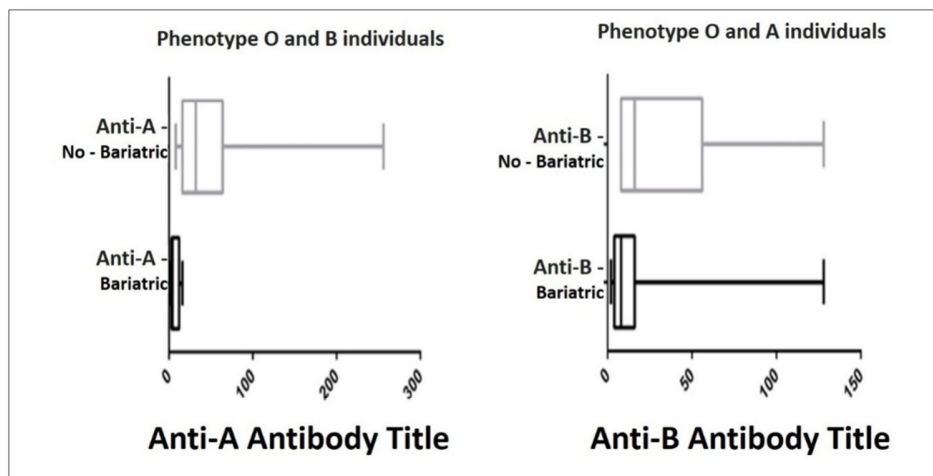 Phenotype O and B individuals
Anti-A -
No - Bariatric
Anti-A -
Bariatric
0
100
200
300
Anti-A Antibody Title
Phenotype O and A individuals
Anti-B -
No - Bariatric
Anti-B -
Bariatric
0
50
100
150
Anti-B Antibody Title